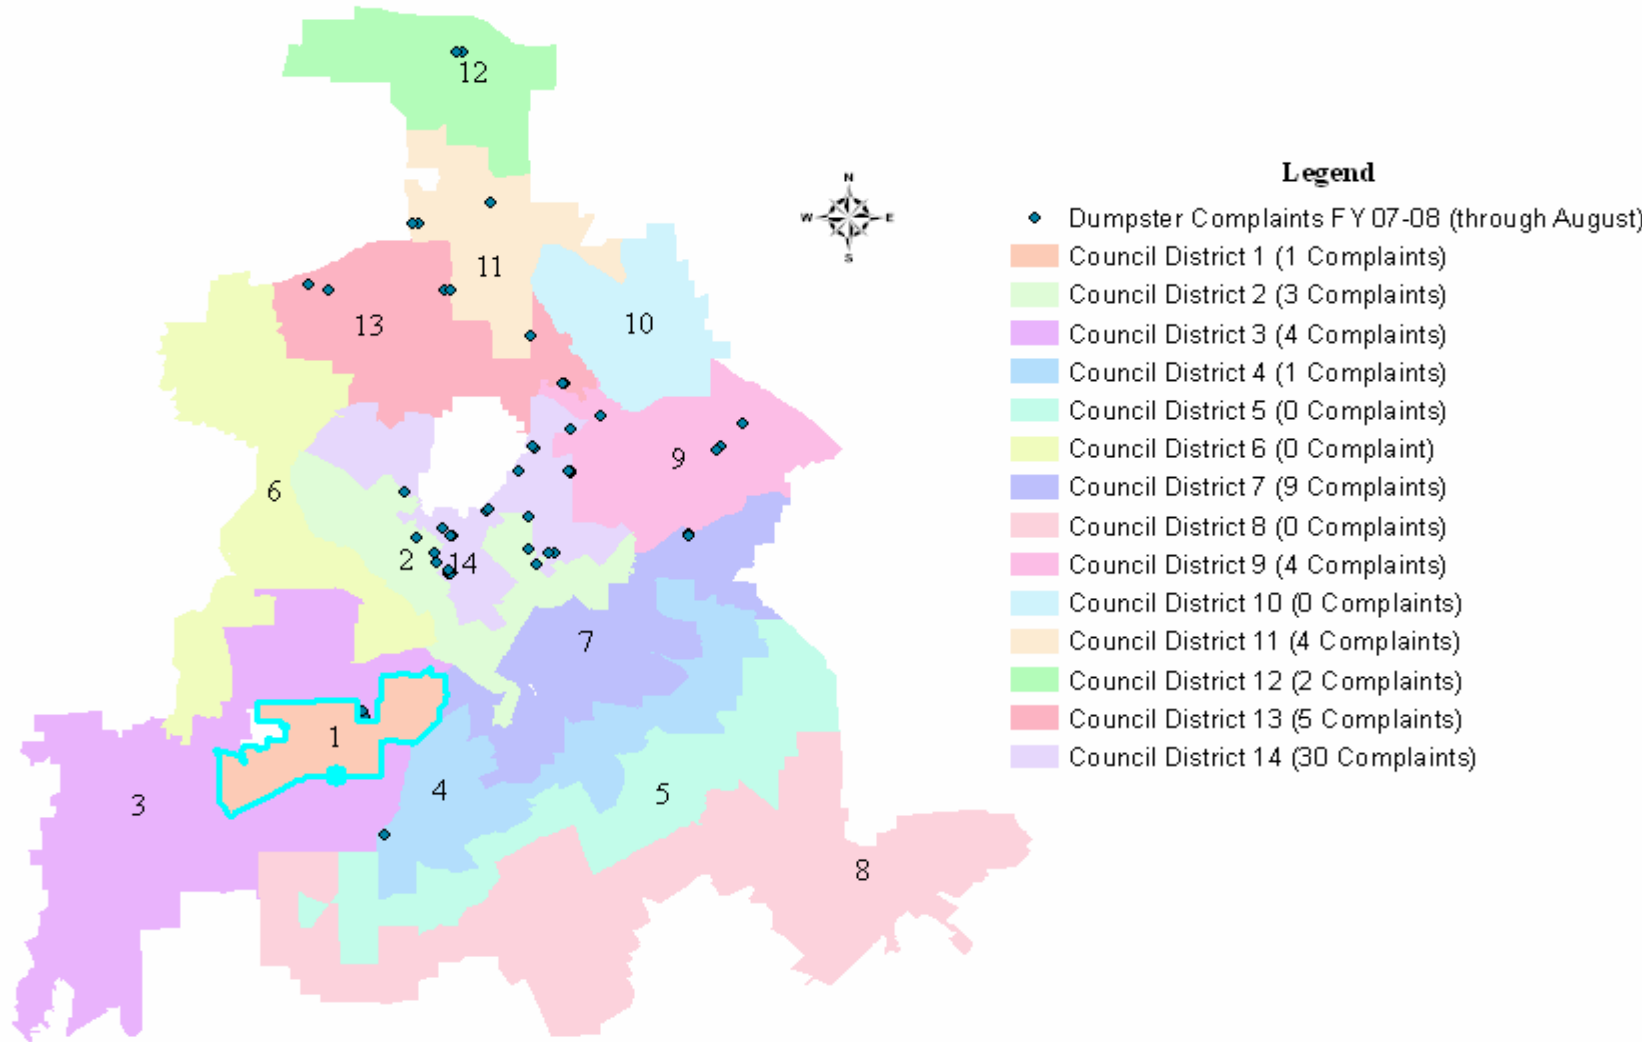 12
N
W E
S
Legend
Dumpster Complaints FY 07-08 (through August)
Council District 1 (1 Complaints)
Council District 2 (3 Complaints)
Council District 3 (4 Complaints)
Council District 4 (1 Complaints)
Council District 5 (0 Complaints)
Council District 6 (0 Complaint)
Council District 7 (9 Complaints)
Council District 8 (0 Complaints)
Council District 9 (4 Complaints)
Council District 10 (0 Complaints)
Council District 11 (4 Complaints)
Council District 12 (2 Complaints)
Council District 13 (5 Complaints)
Council District 14 (30 Complaints)
11
13
10
9
6
2
14
7
1
3
4
5
8